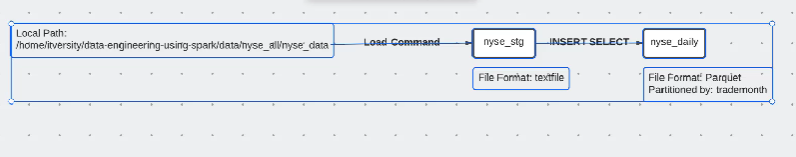 Local Path:
/home/itversity/data-engineering-using-spark/data/nyse_all/nyse_data
Load Command
nyse_stg
INSERT SELECT
nyse_daily
File Format: textfile
File Format: Parquet
Partitioned by: trademonth